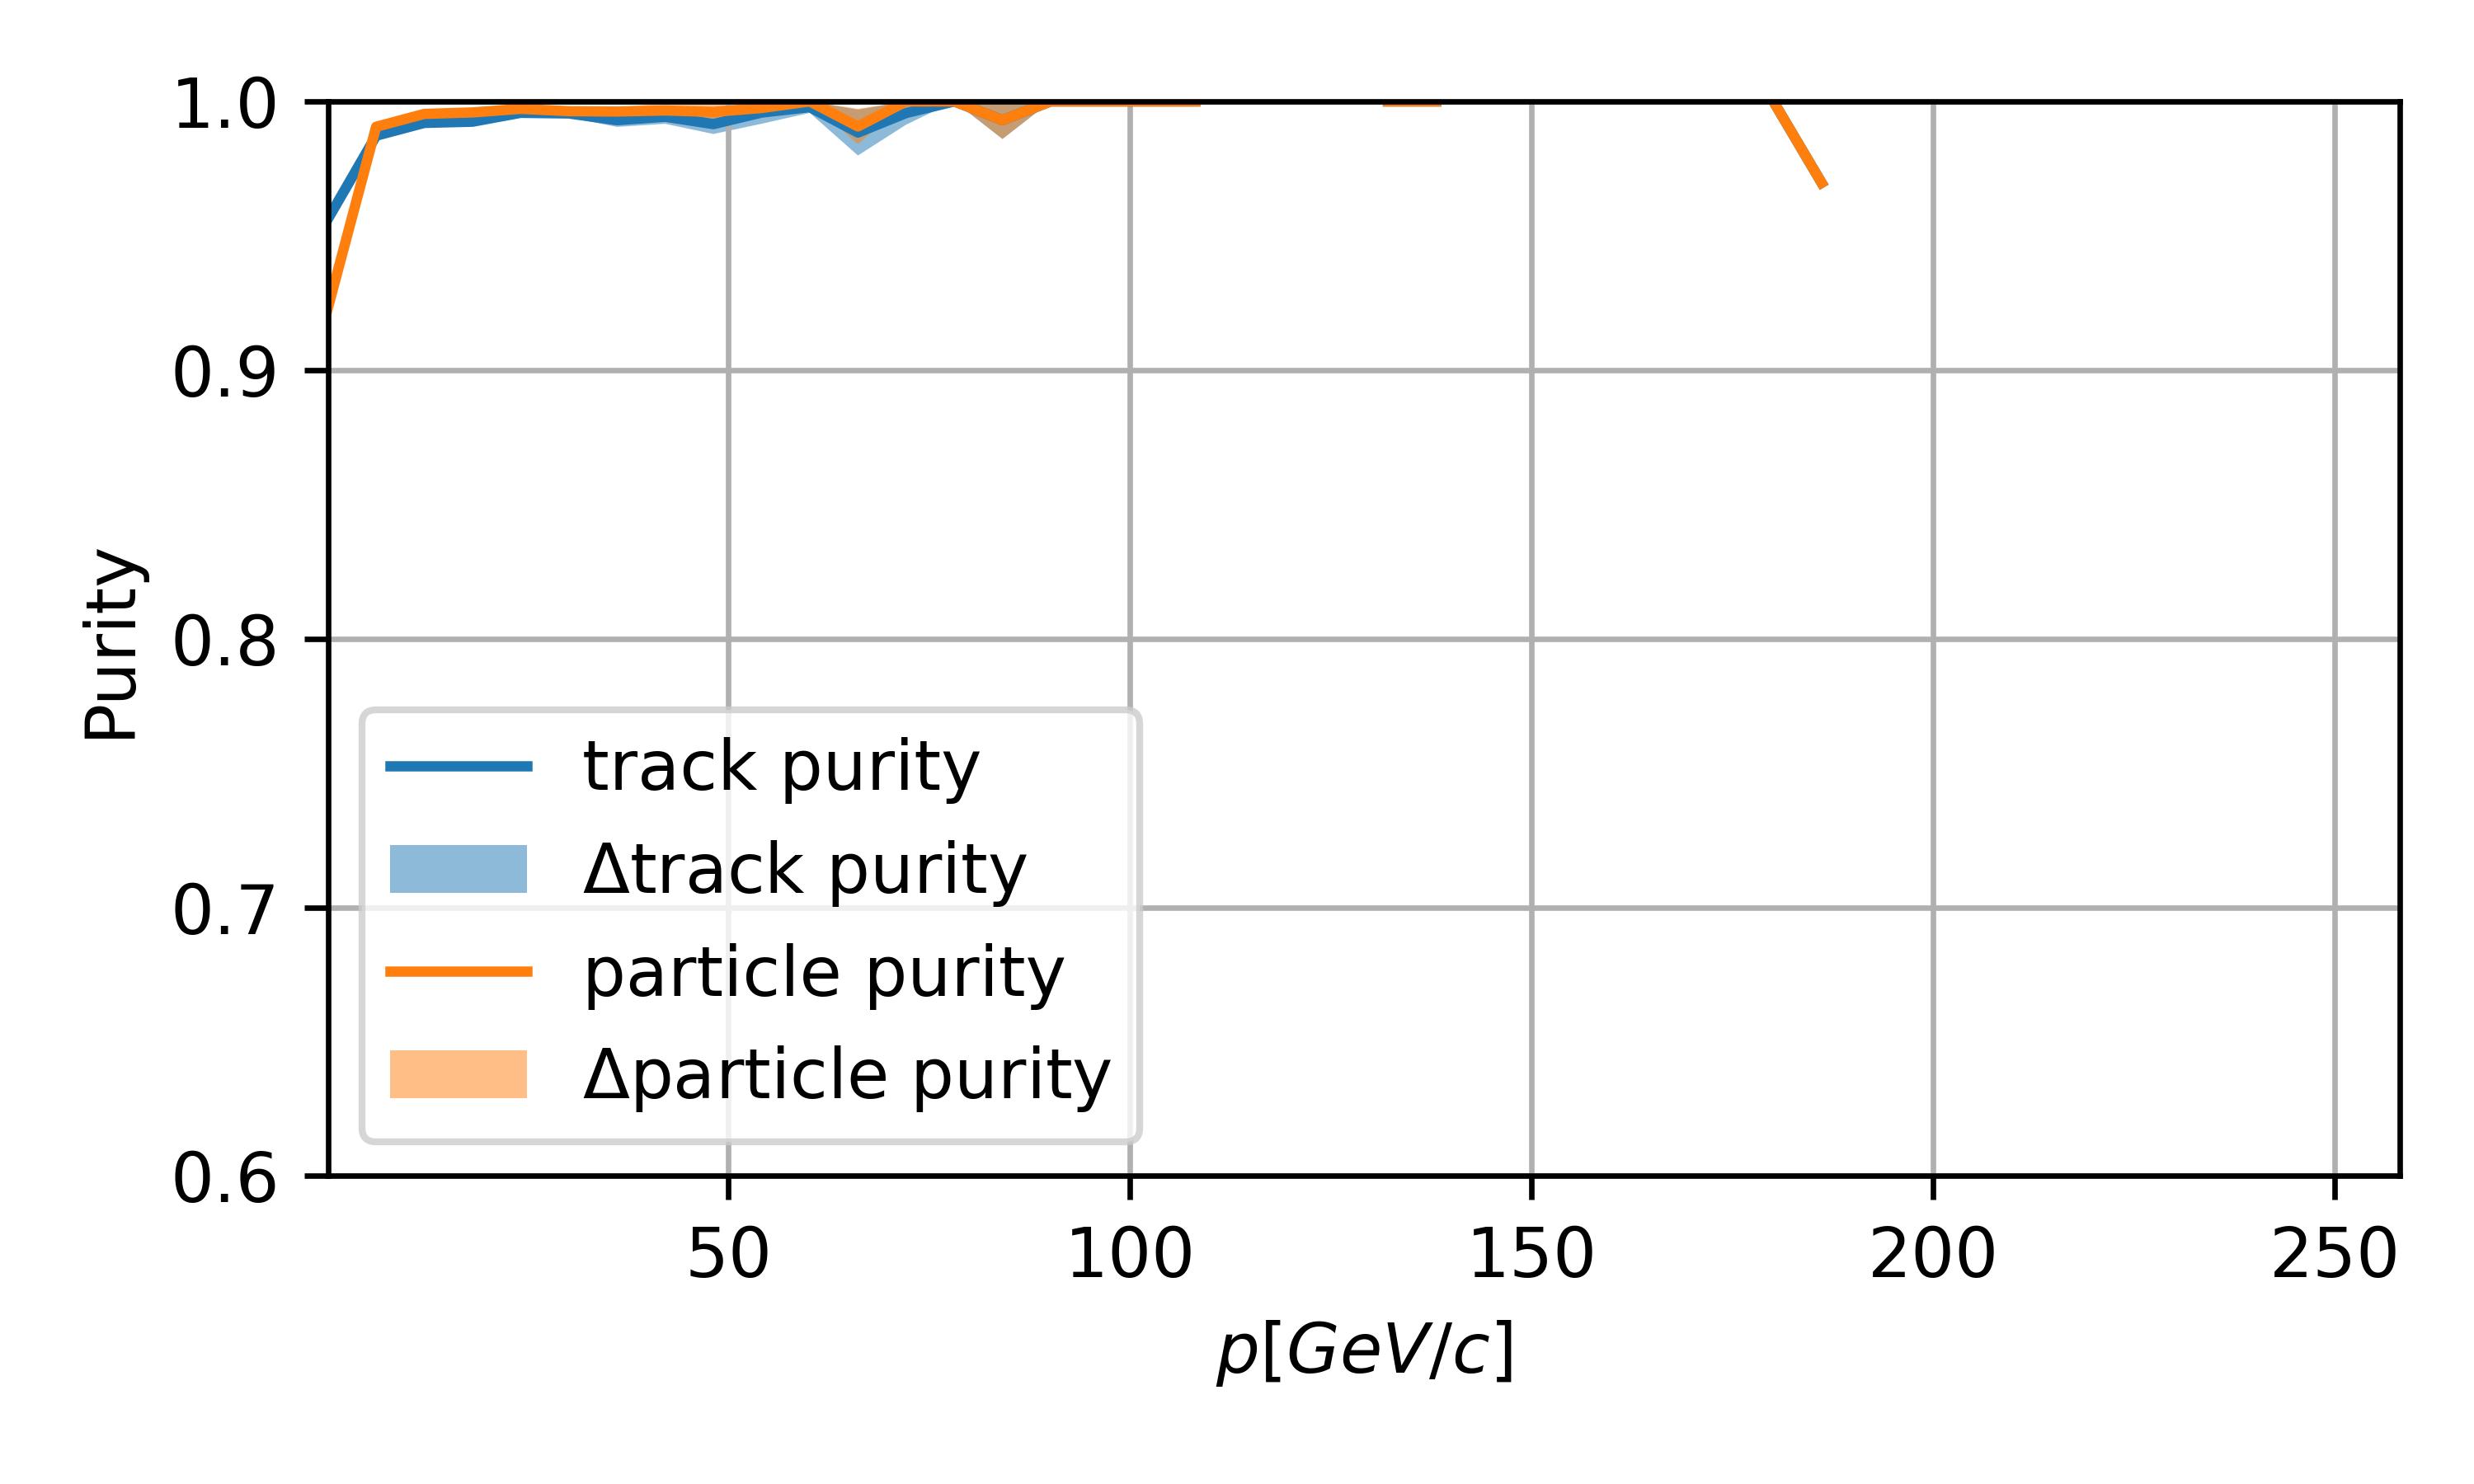 1.0
0.9
0.8
0.7
0.6
Purity
track purity
Δtrack purity
particle purity
Δparticle purity
50 100 150 200 250
p[GeV/c]